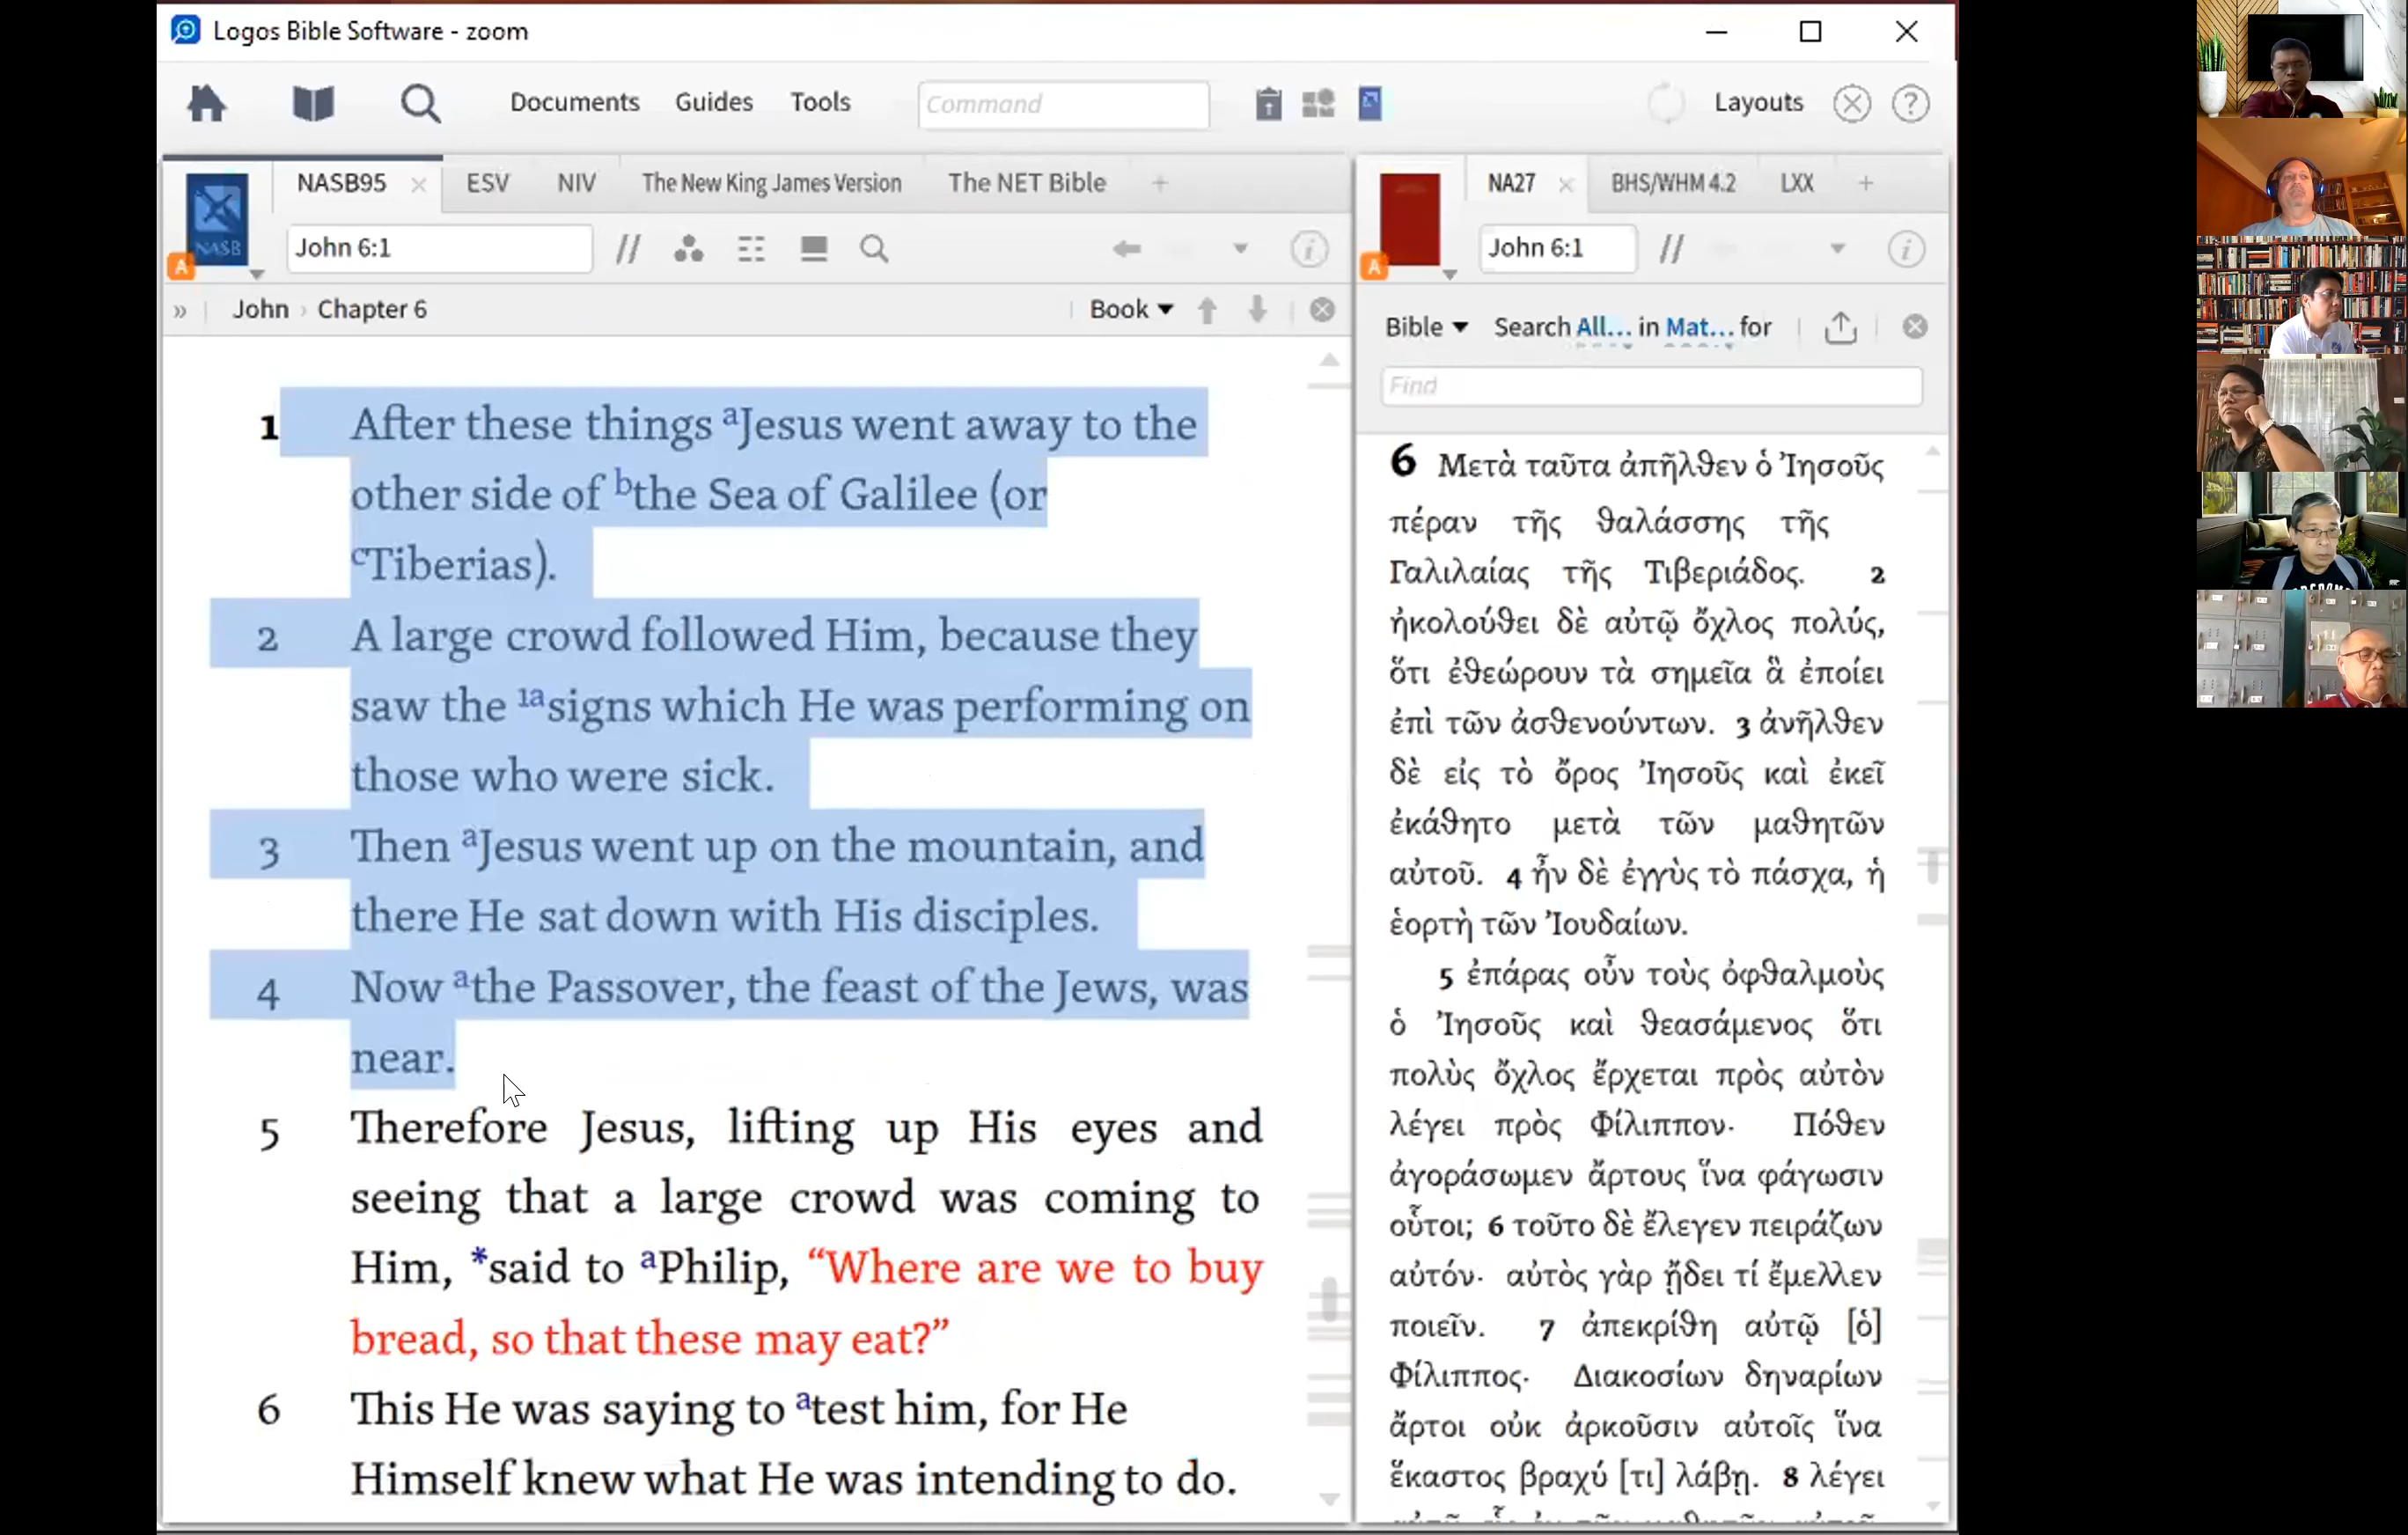 Logos Bible Software - zoom
Documents Guides Tools Command Layouts
NASB95 ESV NIV The New King James Version The NET Bible
NASB
A
John 6:1
» John › Chapter 6 Book
1 After these things ᵃJesus went away to the
other side of ᵇthe Sea of Galilee (or
ᶜTiberias).
2 A large crowd followed Him, because they
saw the ¹ᵃsigns which He was performing on
those who were sick.
3 Then ᵃJesus went up on the mountain, and
there He sat down with His disciples.
4 Now ᵃthe Passover, the feast of the Jews, was
near.
5 Therefore Jesus, lifting up His eyes and
seeing that a large crowd was coming to
Him, *said to ᵃPhilip, “Where are we to buy
bread, so that these may eat?”
6 This He was saying to ᵃtest him, for He
Himself knew what He was intending to do.
NA27 BHS/WHM 4.2 LXX
A
John 6:1
Bible Search All... in Mat... for
Find
6 Μετὰ ταῦτα ἀπῆλθεν ὁ Ἰησοῦς
πέραν τῆς θαλάσσης τῆς
Γαλιλαίας τῆς Τιβεριάδος. 2
ἠκολούθει δὲ αὐτῷ ὄχλος πολύς,
ὅτι ἐθεώρουν τὰ σημεῖα ἃ ἐποίει
ἐπὶ τῶν ἀσθενούντων. 3 ἀνῆλθεν
δὲ εἰς τὸ ὄρος Ἰησοῦς καὶ ἐκεῖ
ἐκάθητο μετὰ τῶν μαθητῶν
αὐτοῦ. 4 ἦν δὲ ἐγγὺς τὸ πάσχα, ἡ
ἑορτὴ τῶν Ἰουδαίων.
5 ἐπάρας οὖν τοὺς ὀφθαλμοὺς
ὁ Ἰησοῦς καὶ θεασάμενος ὅτι
πολὺς ὄχλος ἔρχεται πρὸς αὐτὸν
λέγει πρὸς Φίλιππον· Πόθεν
ἀγοράσωμεν ἄρτους ἵνα φάγωσιν
οὗτοι; 6 τοῦτο δὲ ἔλεγεν πειράζων
αὐτόν· αὐτὸς γὰρ ᾔδει τί ἔμελλεν
ποιεῖν. 7 ἀπεκρίθη αὐτῷ [ὁ]
Φίλιππος· Διακοσίων δηναρίων
ἄρτοι οὐκ ἀρκοῦσιν αὐτοῖς ἵνα
ἕκαστος βραχύ [τι] λάβῃ. 8 λέγει